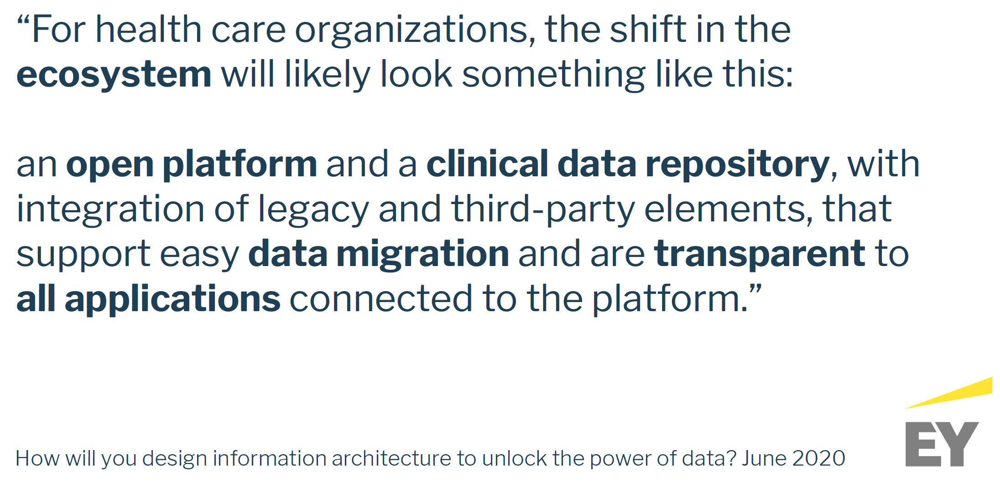 “For health care organizations, the shift in the
ecosystem will likely look something like this:
an open platform and a clinical data repository, with
integration of legacy and third-party elements, that
support easy data migration and are transparent to
all applications connected to the platform.”
EY
How will you design information architecture to unlock the power of data? June 2020